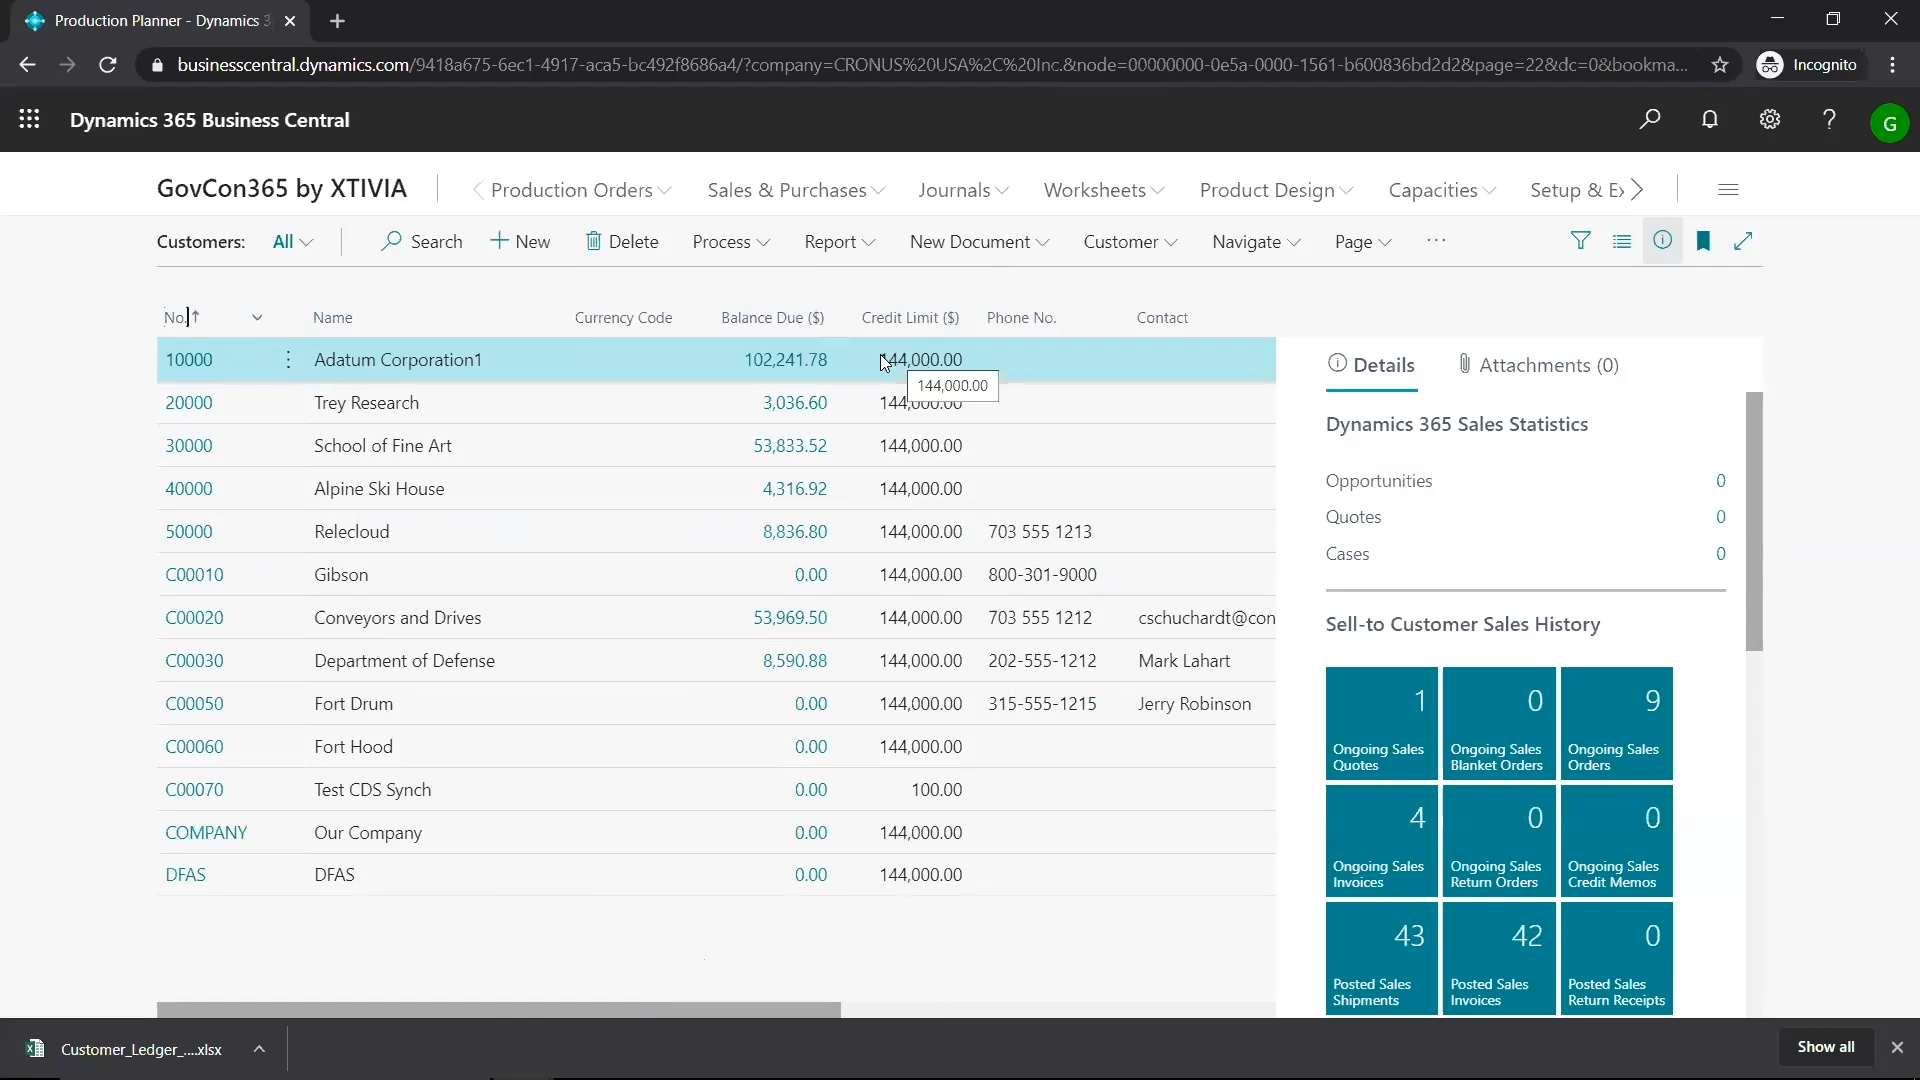 Production Planner - Dynamics 3
businesscentral.dynamics.com/9418a675-6ec1-4917-aca5-bc492f8686a4/?company=CRONUS%20USA%2C%20Inc.&node=00000000-0e5a-0000-1561-b600836bd2d2&page=22&dc=0&bookma...
Incognito
Dynamics 365 Business Central
G
GovCon365 by XTIVIA
Production Orders
Sales & Purchases
Journals
Worksheets
Product Design
Capacities
Setup & Ex
Customers: All
Search
New
Delete
Process
Report
New Document
Customer
Navigate
Page
No. ↑ Name Currency Code Balance Due ($) Credit Limit ($) Phone No. Contact
10000 Adatum Corporation1 102,241.78 144,000.00
144,000.00
20000 Trey Research 3,036.60 144,000.00
30000 School of Fine Art 53,833.52 144,000.00
40000 Alpine Ski House 4,316.92 144,000.00
50000 Relecloud 8,836.80 144,000.00 703 555 1213
C00010 Gibson 0.00 144,000.00 800-301-9000
C00020 Conveyors and Drives 53,969.50 144,000.00 703 555 1212 cschuchardt@con
C00030 Department of Defense 8,590.88 144,000.00 202-555-1212 Mark Lahart
C00050 Fort Drum 0.00 144,000.00 315-555-1215 Jerry Robinson
C00060 Fort Hood 0.00 144,000.00
C00070 Test CDS Synch 0.00 100.00
COMPANY Our Company 0.00 144,000.00
DFAS DFAS 0.00 144,000.00
Details
Attachments (0)
Dynamics 365 Sales Statistics
Opportunities 0
Quotes 0
Cases 0
Sell-to Customer Sales History
1
Ongoing Sales
Quotes
0
Ongoing Sales
Blanket Orders
9
Ongoing Sales
Orders
4
Ongoing Sales
Invoices
0
Ongoing Sales
Return Orders
0
Ongoing Sales
Credit Memos
43
Posted Sales
Shipments
42
Posted Sales
Invoices
0
Posted Sales
Return Receipts
Customer_Ledger_....xlsx
Show all